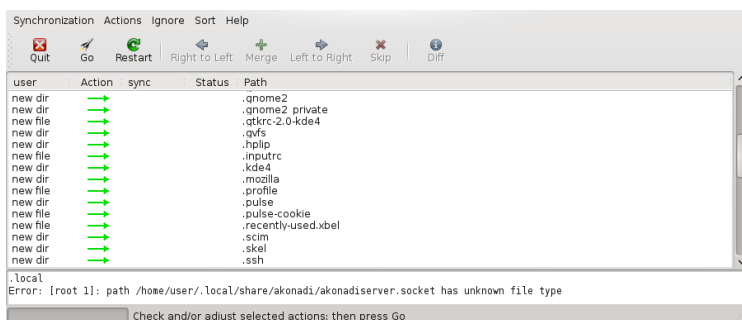 Synchronization Actions Ignore Sort Help
Quit Go Restart Right to Left Merge Left to Right Skip Diff
user Action sync Status Path
new dir .gnome2
new dir .gnome2_private
new file .gtkrc-2.0-kde4
new dir .gvfs
new dir .hplip
new file .inputrc
new dir .kde4
new dir .mozilla
new file .profile
new dir .pulse
new file .pulse-cookie
new file .recently-used.xbel
new dir .scim
new dir .skel
new dir .ssh
.local
Error: [root 1]: path /home/user/.local/share/akonadi/akonadiserver.socket has unknown file type
Check and/or adjust selected actions; then press Go